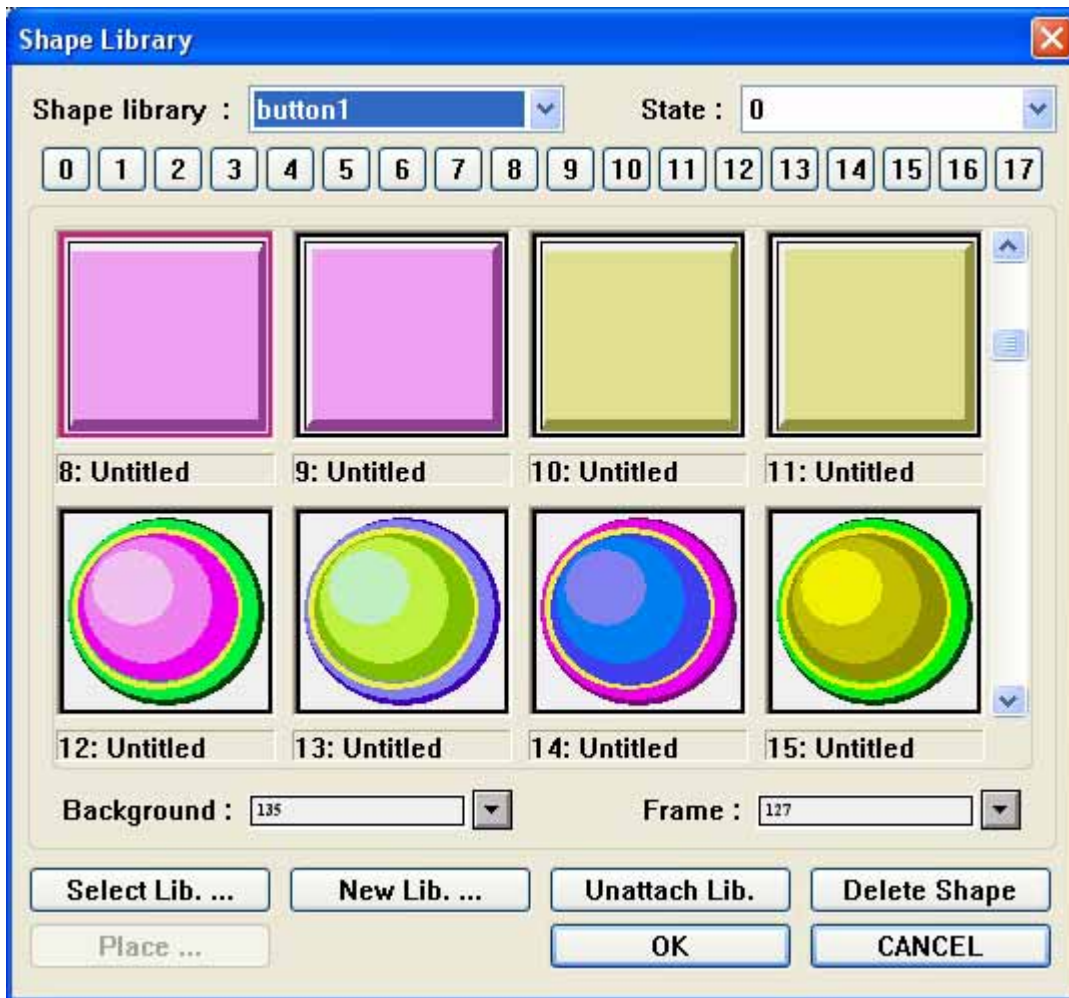 Shape Library
Shape library : button1 State : 0
0 1 2 3 4 5 6 7 8 9 10 11 12 13 14 15 16 17
8: Untitled 9: Untitled 10: Untitled 11: Untitled
12: Untitled 13: Untitled 14: Untitled 15: Untitled
Background : 135 Frame : 127
Select Lib. ... New Lib. ... Unattach Lib. Delete Shape
Place ... OK CANCEL